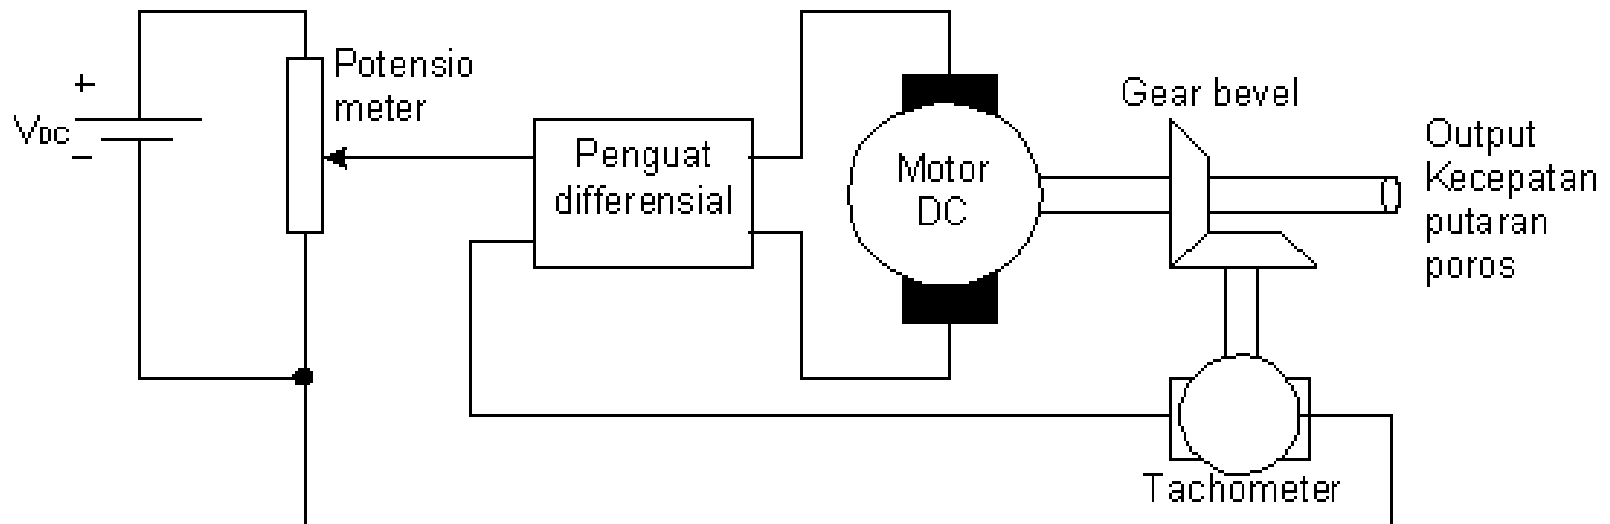 +
VDC
–
Potensio
meter
Penguat
differensial
Motor
DC
Gear bevel
Output
Kecepatan
putaran
poros
Tachometer